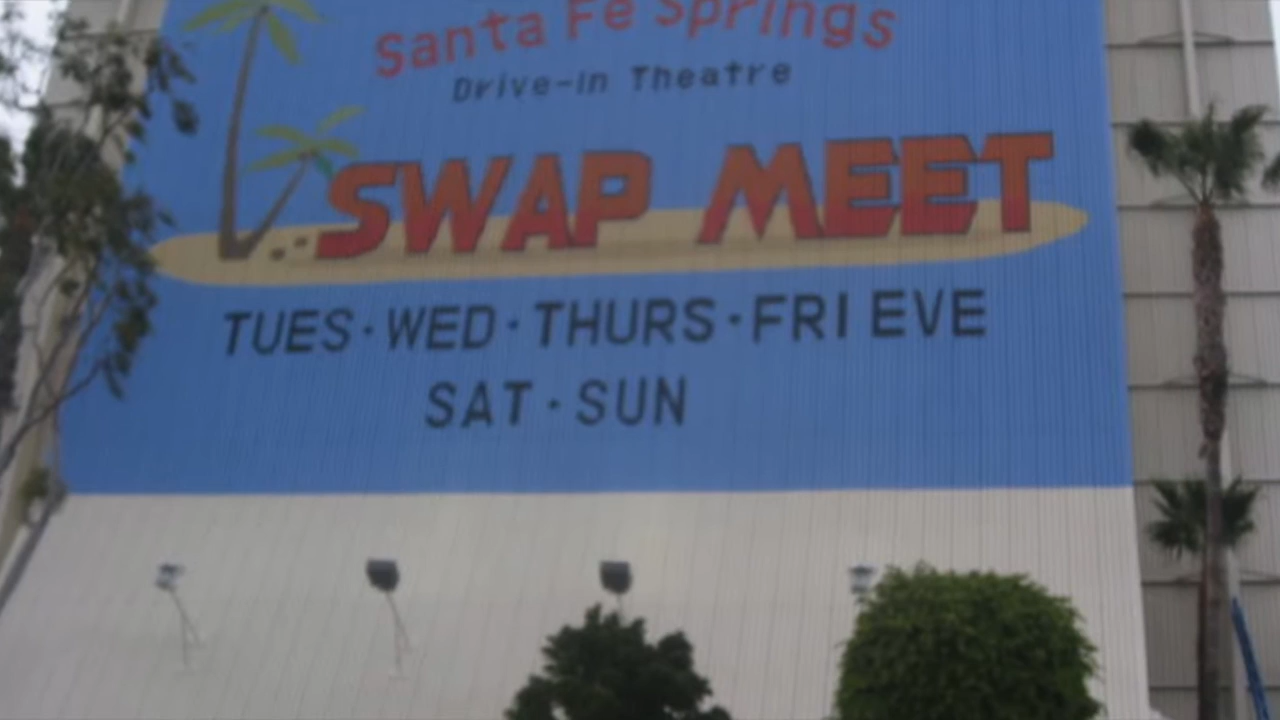 Santa Fe Springs
Drive-In Theatre
SWAP MEET
TUES·WED·THURS·FRI EVE
SAT·SUN